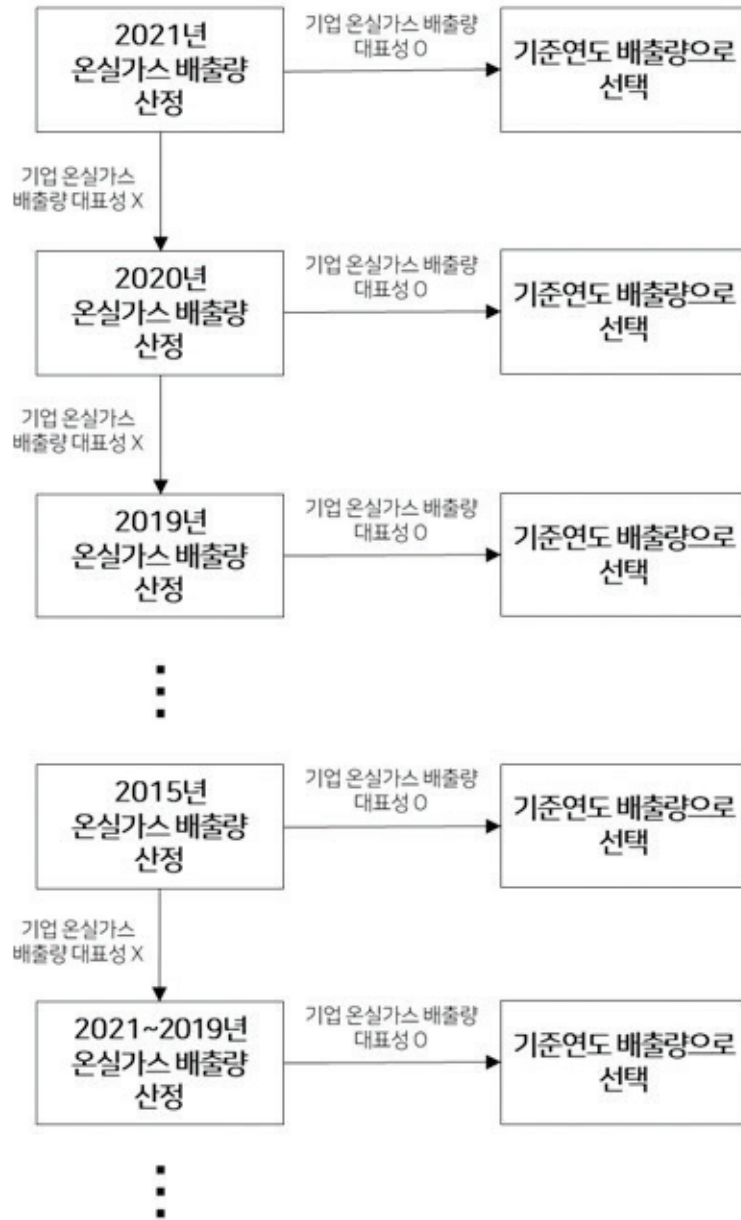 2021년
온실가스 배출량
산정
기업 온실가스 배출량
대표성 O
기준연도 배출량으로
선택
기업 온실가스
배출량 대표성 X
2020년
온실가스 배출량
산정
기업 온실가스 배출량
대표성 O
기준연도 배출량으로
선택
기업 온실가스
배출량 대표성 X
2019년
온실가스 배출량
산정
기업 온실가스 배출량
대표성 O
기준연도 배출량으로
선택
2015년
온실가스 배출량
산정
기업 온실가스 배출량
대표성 O
기준연도 배출량으로
선택
기업 온실가스
배출량 대표성 X
2021~2019년
온실가스 배출량
산정
기업 온실가스 배출량
대표성 O
기준연도 배출량으로
선택